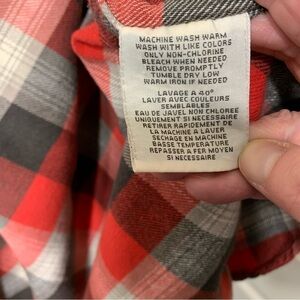 MACHINE WASH WARM
WASH WITH LIKE COLORS
ONLY NON-CHLORINE
BLEACH WHEN NEEDED
REMOVE PROMPTLY
TUMBLE DRY LOW
WARM IRON IF NEEDED
LAVAGE A 40°
LAVER AVEC COULEURS
SEMBLABLES
EAU DE JAVEL NON CHLOREE
UNIQUEMENT SI NECESSAIRE
RETIRER RAPIDEMENT DE
LA MACHINE A LAVER
SECHAGE EN MACHINE
BASSE TEMPERATURE
REPASSER A FER MOYEN
SI NECESSAIRE